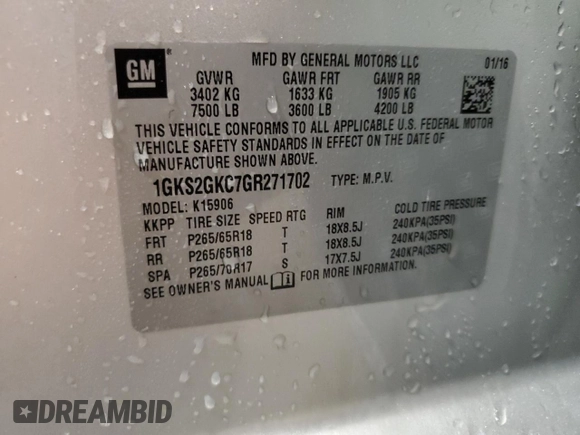 GM
MFD BY GENERAL MOTORS LLC 01/16
GVWR GAWR FRT GAWR RR
3402 KG 1633 KG 1905 KG
7500 LB 3600 LB 4200 LB
THIS VEHICLE CONFORMS TO ALL APPLICABLE U.S. FEDERAL MOTOR
VEHICLE SAFETY STANDARDS IN EFFECT ON THE DATE OF
MANUFACTURE SHOWN ABOVE.
1GKS2GKC7GR271702 TYPE: M.P.V.
MODEL: K15906
KKPP TIRE SIZE SPEED RTG RIM COLD TIRE PRESSURE
FRT P265/65R18 T 18X8.5J 240KPA(35PSI)
RR P265/65R18 T 18X8.5J 240KPA(35PSI)
SPA P265/70R17 S 17X7.5J 240KPA(35PSI)
SEE OWNER'S MANUAL FOR MORE INFORMATION.
DREAMBID